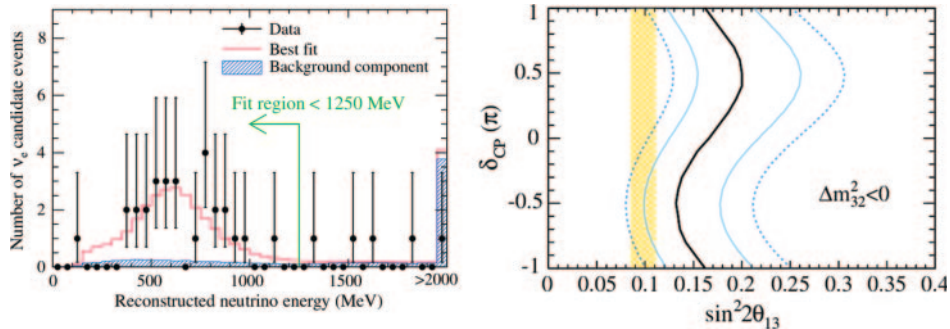 Number of νe candidate events
8
6
4
2
0
Data
Best fit
Background component
Fit region < 1250 MeV
0 500 1000 1500 >2000
Reconstructed neutrino energy (MeV)
δCP (π)
1
0.5
0
-0.5
-1
Δm²32<0
0 0.05 0.1 0.15 0.2 0.25 0.3 0.35 0.4
sin²2θ13